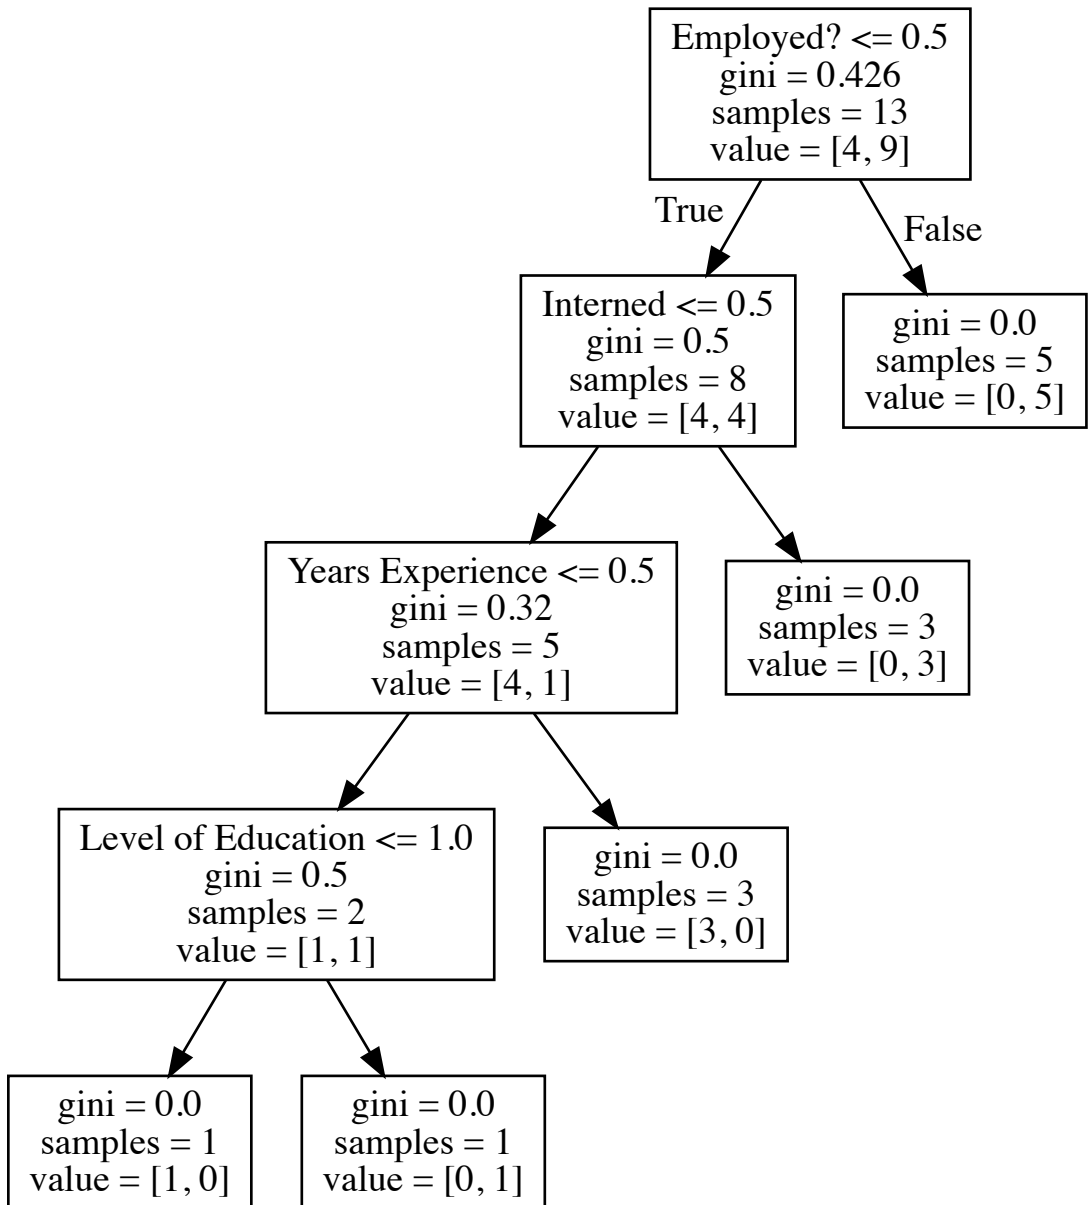 Employed? <= 0.5
gini = 0.426
samples = 13
value = [4, 9]
True
False
Interned <= 0.5
gini = 0.5
samples = 8
value = [4, 4]
gini = 0.0
samples = 5
value = [0, 5]
Years Experience <= 0.5
gini = 0.32
samples = 5
value = [4, 1]
gini = 0.0
samples = 3
value = [0, 3]
Level of Education <= 1.0
gini = 0.5
samples = 2
value = [1, 1]
gini = 0.0
samples = 3
value = [3, 0]
gini = 0.0
samples = 1
value = [1, 0]
gini = 0.0
samples = 1
value = [0, 1]